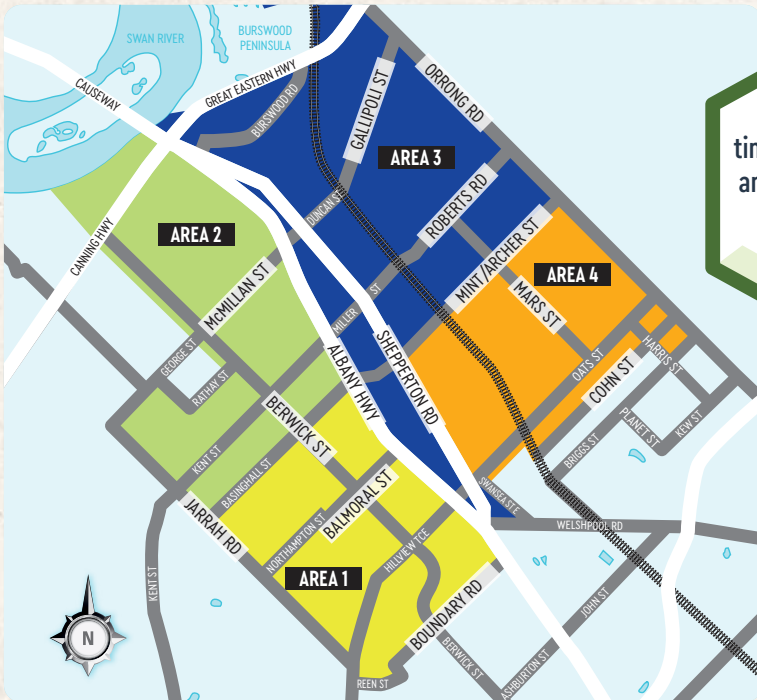 SWAN RIVER
BURSWOOD
PENINSULA
CAUSEWAY
GREAT EASTERN HWY
BURSWOOD RD
GALLIPOLI ST
ORRONG RD
AREA 3
DUNCAN ST
ROBERTS RD
AREA 2
CANNING HWY
McMILLAN ST
MINT/ARCHER ST
AREA 4
MARS ST
MILLER ST
GEORGE ST
RATHAY ST
ALBANY HWY
SHEPPERTON RD
OATS ST
HARRIS ST
COHN ST
PLANET ST
KEW ST
BRIGGS ST
BERWICK ST
KENT ST
BASINGHALL ST
JARRAH RD
BALMORAL ST
NORTHAMPTON ST
SWANSEA ST E
WELSHPOOL RD
HILLVIEW TCE
AREA 1
KENT ST
BOUNDARY RD
JOHN ST
BERWICK ST
ASHBURTON ST
REEN ST
N
tim
an